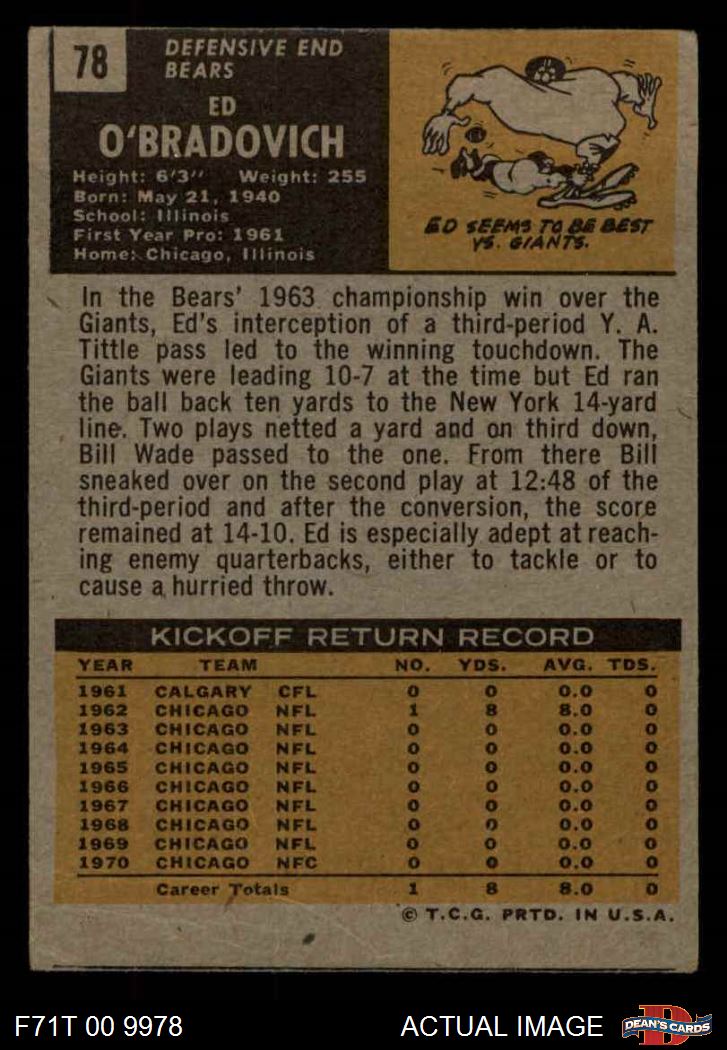 78
DEFENSIVE END
BEARS
ED
O'BRADOVICH
Height: 6'3" Weight: 255
Born: May 21, 1940
School: Illinois
First Year Pro: 1961
Home: Chicago, Illinois
ED SEEMS TO BE BEST
VS. GIANTS.
In the Bears' 1963 championship win over the
Giants, Ed's interception of a third-period Y. A.
Tittle pass led to the winning touchdown. The
Giants were leading 10-7 at the time but Ed ran
the ball back ten yards to the New York 14-yard
line. Two plays netted a yard and on third down,
Bill Wade passed to the one. From there Bill
sneaked over on the second play at 12:48 of the
third-period and after the conversion, the score
remained at 14-10. Ed is especially adept at reach-
ing enemy quarterbacks, either to tackle or to
cause a hurried throw.
KICKOFF RETURN RECORD
YEAR TEAM NO. YDS. AVG. TDS.
1961 CALGARY CFL 0 0 0.0 0
1962 CHICAGO NFL 1 8 8.0 0
1963 CHICAGO NFL 0 0 0.0 0
1964 CHICAGO NFL 0 0 0.0 0
1965 CHICAGO NFL 0 0 0.0 0
1966 CHICAGO NFL 0 0 0.0 0
1967 CHICAGO NFL 0 0 0.0 0
1968 CHICAGO NFL 0 0 0.0 0
1969 CHICAGO NFL 0 0 0.0 0
1970 CHICAGO NFC 0 0 0.0 0
Career Totals 1 8 8.0 0
© T.C.G. PRTD. IN U.S.A.
F71T 00 9978
ACTUAL IMAGE
D
DEAN'S CARDS